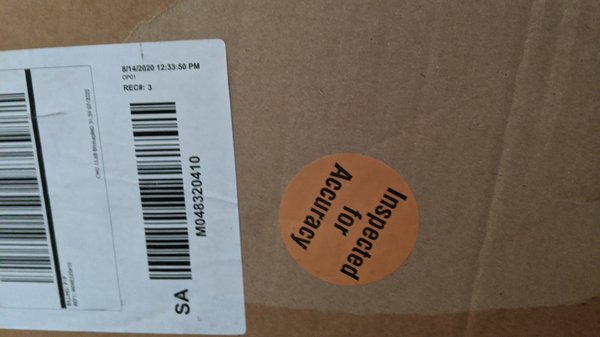 8/14/2020 12:33:50 PM
OP01
REC#: 3
M048320410
SA
Inspected
for
Accuracy